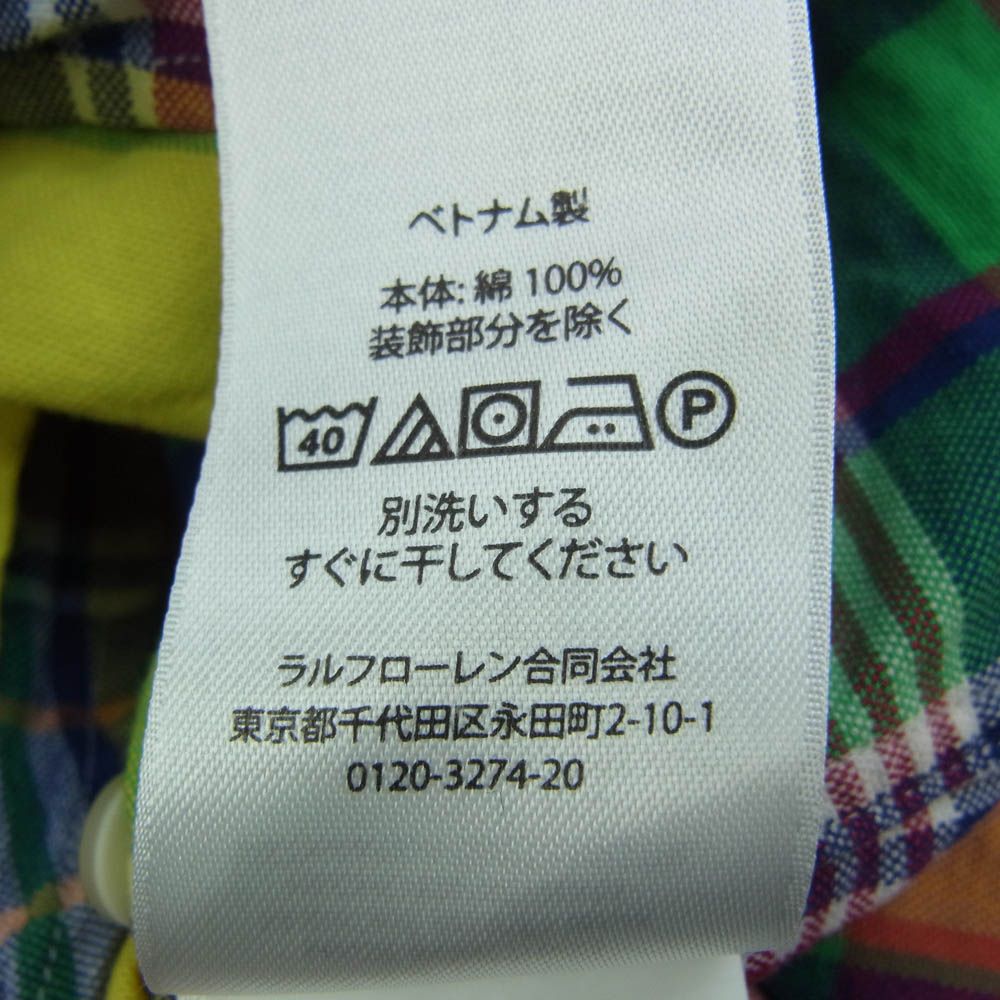 ベトナム製
本体: 綿 100%
装飾部分を除く
40 P
別洗いする
すぐに干してください
ラルフローレン合同会社
東京都千代田区永田町2-10-1
0120-3274-20